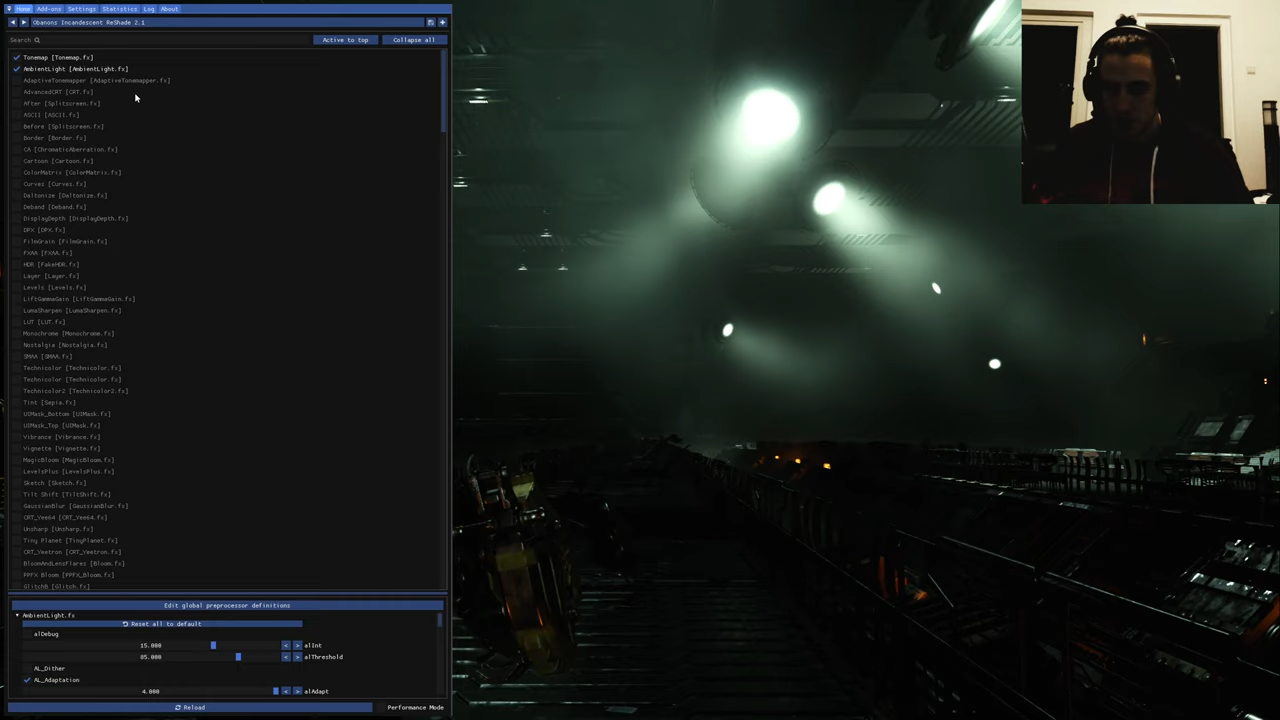 Home Add-ons Settings Statistics Log About
Obanons Incandescent ReShade 2.1
Search Active to top Collapse all
Tonemap [Tonemap.fx]
AmbientLight [AmbientLight.fx]
AdaptiveTonemapper [AdaptiveTonemapper.fx]
AdvancedCRT [CRT.fx]
After [Splitscreen.fx]
ASCII [ASCII.fx]
Before [Splitscreen.fx]
Border [Border.fx]
CA [ChromaticAberration.fx]
Cartoon [Cartoon.fx]
ColorMatrix [ColorMatrix.fx]
Curves [Curves.fx]
Daltonize [Daltonize.fx]
Deband [Deband.fx]
DisplayDepth [DisplayDepth.fx]
DPX [DPX.fx]
FilmGrain [FilmGrain.fx]
FXAA [FXAA.fx]
HDR [FakeHDR.fx]
Layer [Layer.fx]
Levels [Levels.fx]
LiftGammaGain [LiftGammaGain.fx]
LumaSharpen [LumaSharpen.fx]
LUT [LUT.fx]
Monochrome [Monochrome.fx]
Nostalgia [Nostalgia.fx]
SMAA [SMAA.fx]
Technicolor [Technicolor.fx]
Technicolor [Technicolor.fx]
Technicolor2 [Technicolor2.fx]
Tint [Sepia.fx]
UIMask_Bottom [UIMask.fx]
UIMask_Top [UIMask.fx]
Vibrance [Vibrance.fx]
Vignette [Vignette.fx]
MagicBloom [MagicBloom.fx]
LevelsPlus [LevelsPlus.fx]
Sketch [Sketch.fx]
Tilt Shift [TiltShift.fx]
GaussianBlur [GaussianBlur.fx]
CRT_Yee64 [CRT_Yee64.fx]
Unsharp [Unsharp.fx]
Tiny Planet [TinyPlanet.fx]
CRT_Yeetron [CRT_Yeetron.fx]
BloomAndLensFlares [Bloom.fx]
PPFX Bloom [PPFX_Bloom.fx]
GlitchB [Glitch.fx]
Edit global preprocessor definitions
AmbientLight.fx
Reset all to default
alDebug
15.000 < > alInt
85.000 < > alThreshold
AL_Dither
AL_Adaptation
4.000 < > alAdapt
Reload Performance Mode